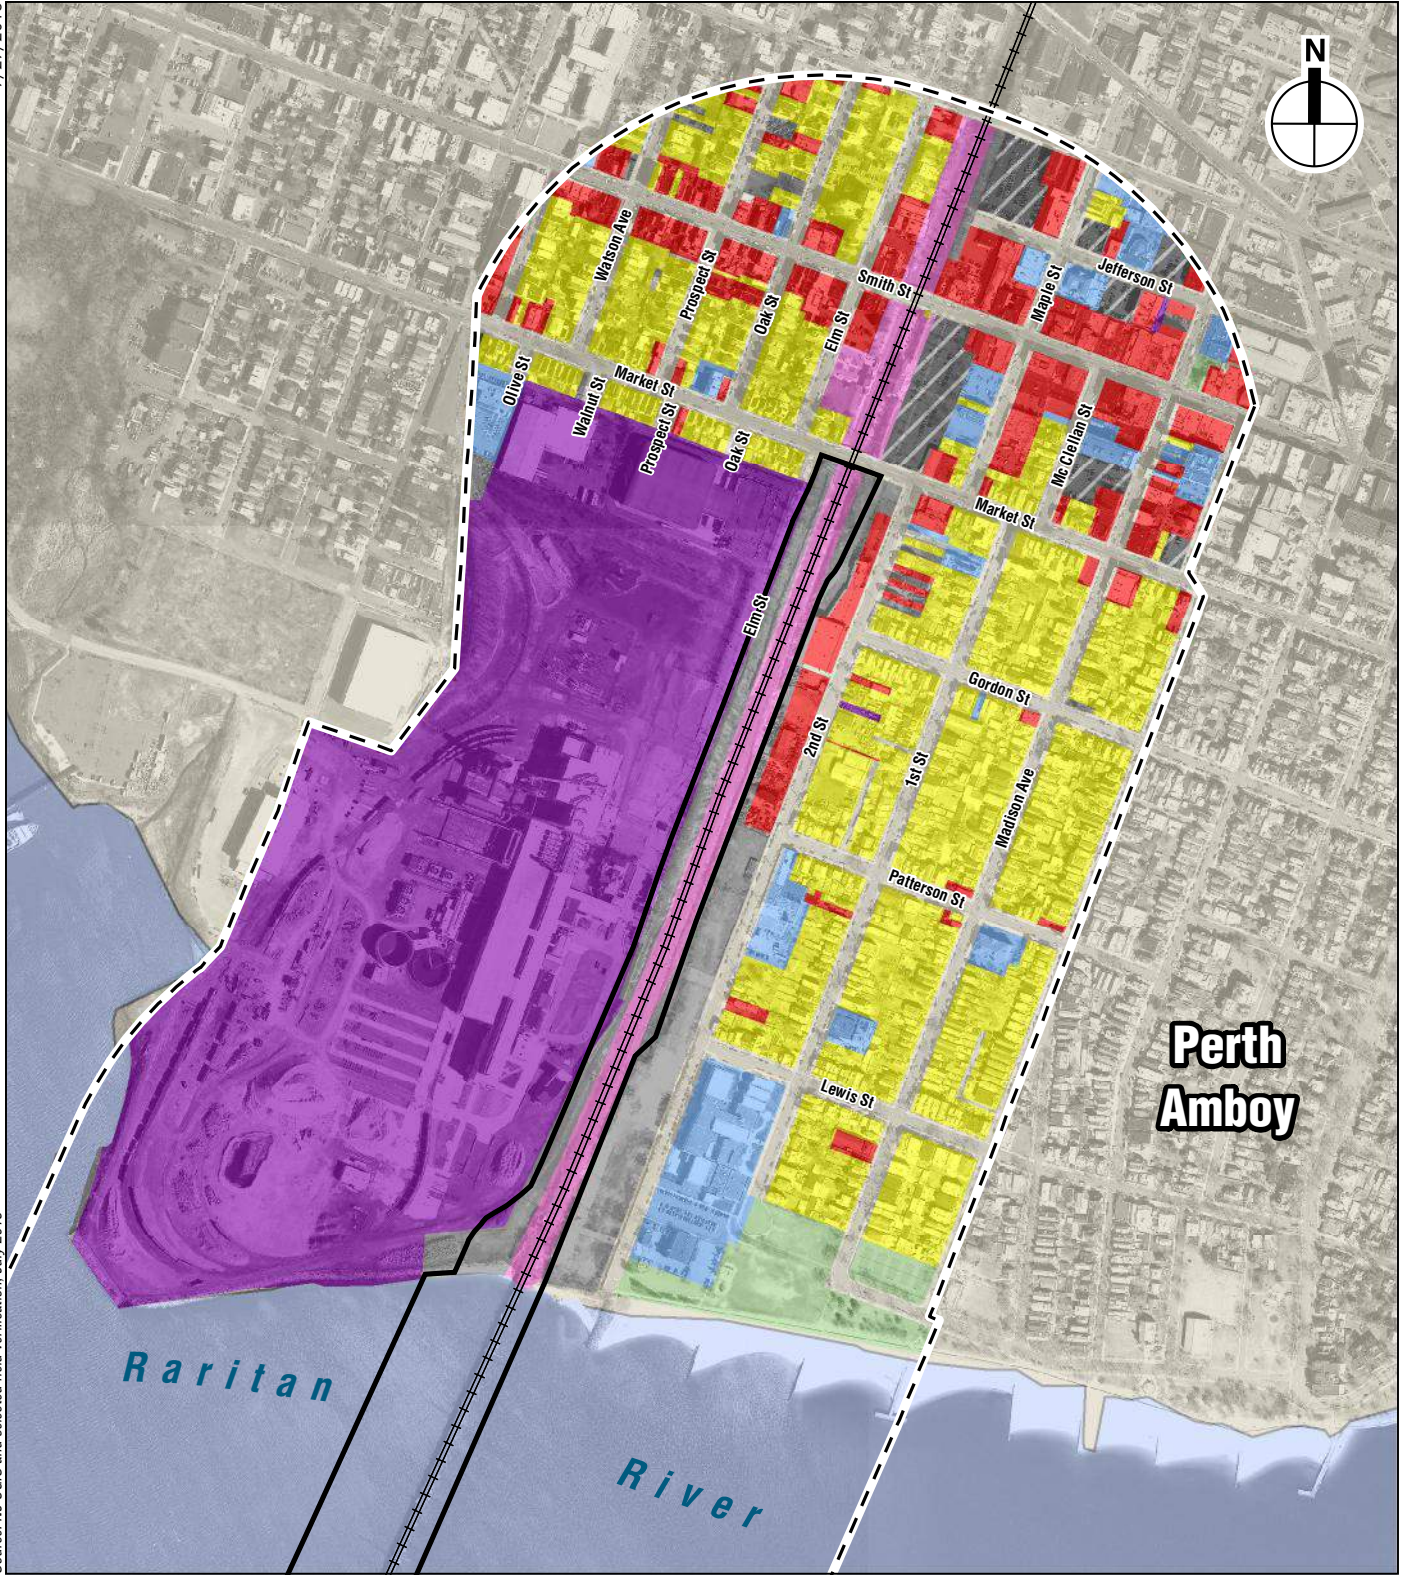 N
Watson Ave
Prospect St
Oak St
Elm St
Smith St
Maple St
Jefferson St
Olive St
Walnut St
Market St
Prospect St
Oak St
Mc Clellan St
Market St
Elm St
Gordon St
2nd St
1st St
Madison Ave
Patterson St
Lewis St
Perth
Amboy
Raritan
River